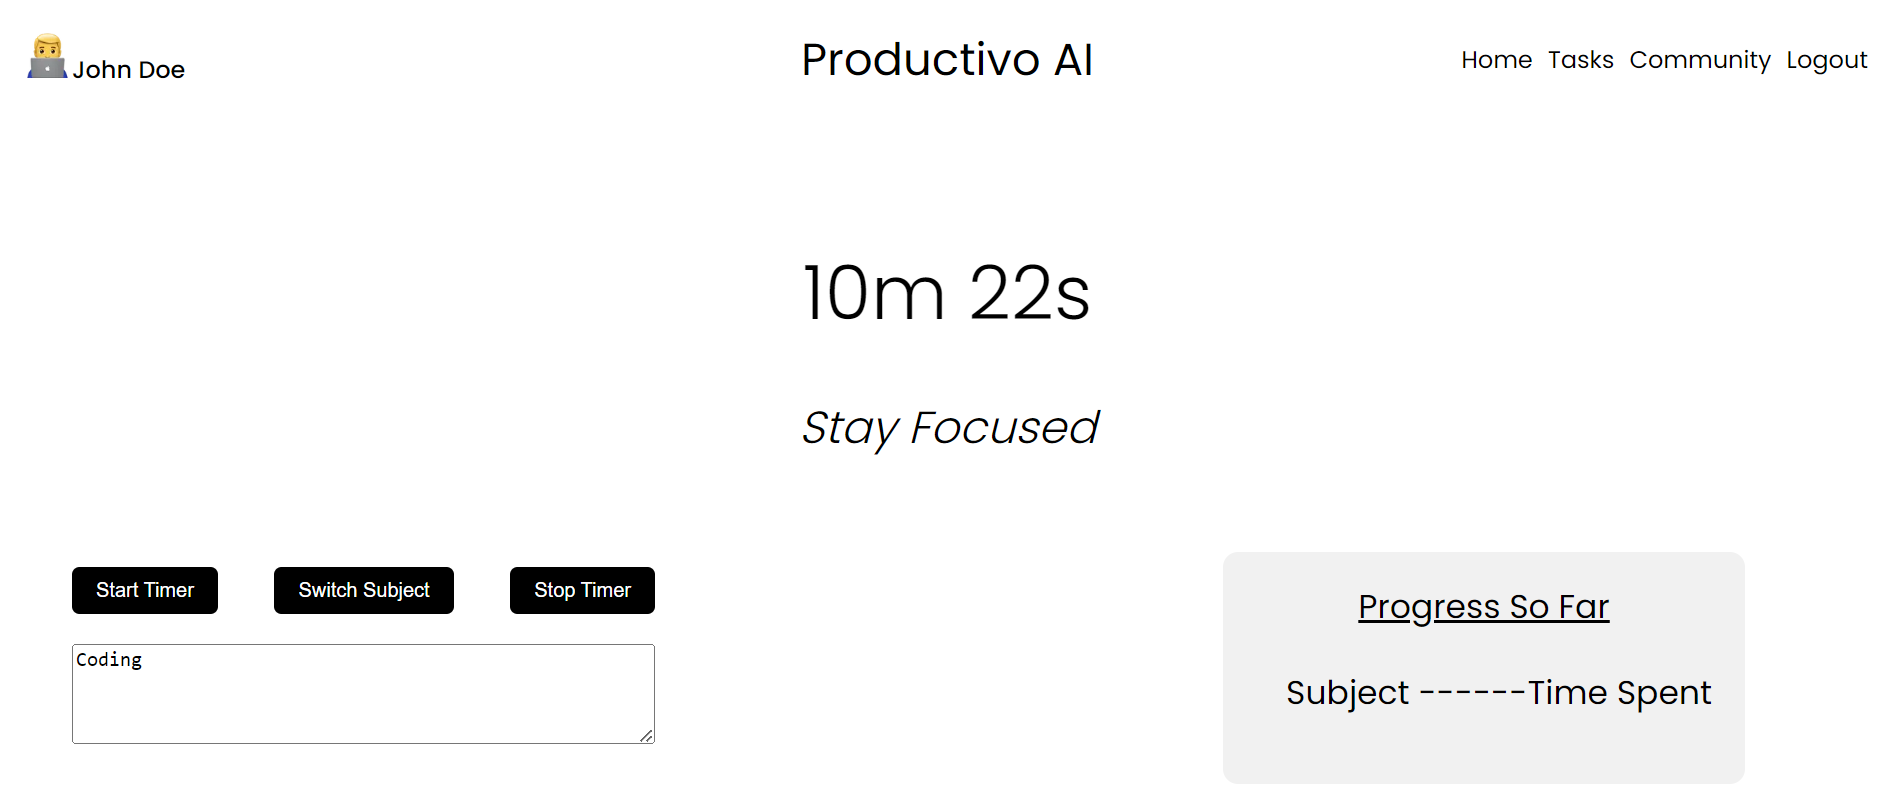 John Doe
Productivo AI
Home Tasks Community Logout
10m 22s
Stay Focused
Start Timer Switch Subject Stop Timer
Coding
Progress So Far
Subject ------Time Spent